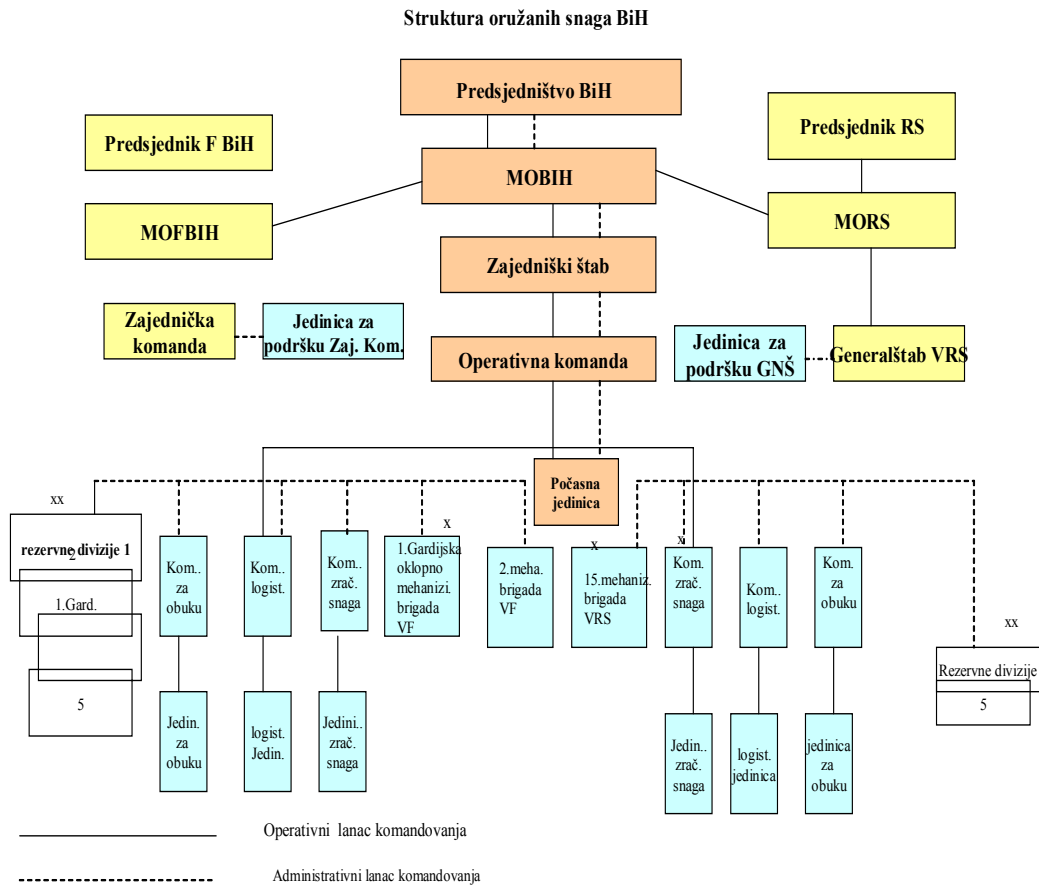 Struktura oružanih snaga BiH
Predsjedništvo BiH
Predsjednik F BiH
Predsjednik RS
MOBIH
MOFBIH
MORS
Zajedniški štab
Zajednička
komanda
Jedinica za
podršku Zaj. Kom.
Operativna komanda
Jedinica za
podršku GNŠ
Generalštab VRS
Počasna
jedinica
xx
rezervne divizije 1
2
1.Gard.
5
Kom..
za
obuku
Kom..
logist.
Kom..
zrač.
snaga
x
1.Gardijska
oklopno
mehanizi.
brigada
VF
2.meha.
brigada
VF
x
15.mehaniz.
brigada
VRS
x
Kom.
zrač.
snaga
Kom..
logist.
Kom.
za
obuku
xx
Rezervne divizije
5
Jedin.
za
obuku
logist.
Jedin.
Jedini..
zrač.
snaga
Jedin..
zrač.
snaga
logist.
jedinica
jedinica
za
obuku
Operativni lanac komandovanja
Administrativni lanac komandovanja